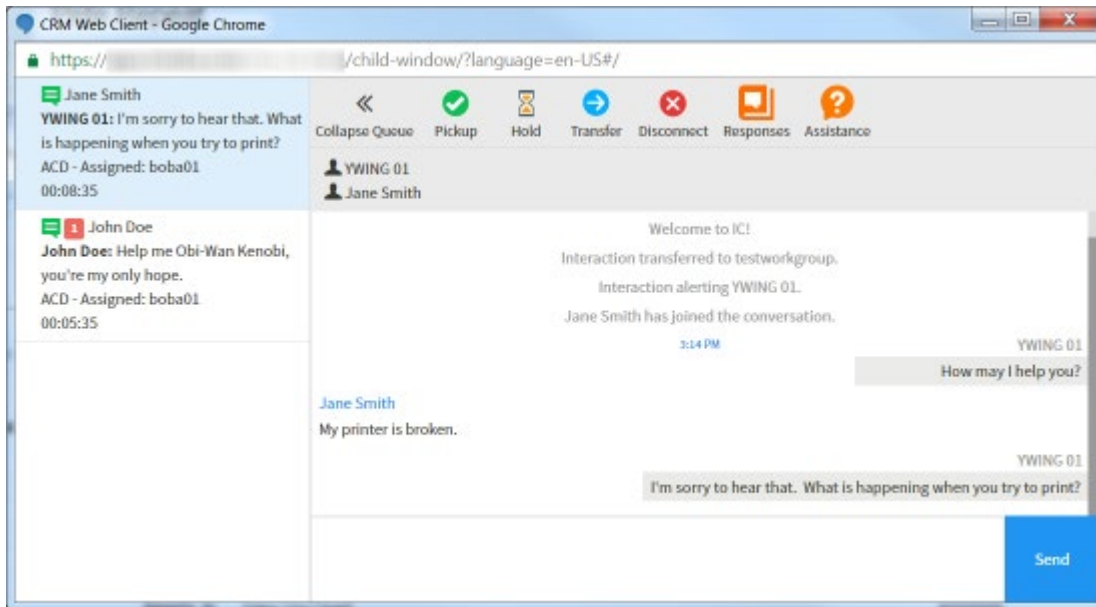 CRM Web Client - Google Chrome
https:// /child-window/?language=en-US#/
Jane Smith
YWING 01: I'm sorry to hear that. What
is happening when you try to print?
ACD - Assigned: boba01
00:08:35
1 John Doe
John Doe: Help me Obi-Wan Kenobi,
you're my only hope.
ACD - Assigned: boba01
00:05:35
Collapse Queue Pickup Hold Transfer Disconnect Responses Assistance
YWING 01
Jane Smith
Welcome to IC!
Interaction transferred to testworkgroup.
Interaction alerting YWING 01.
Jane Smith has joined the conversation.
3:14 PM
YWING 01
How may I help you?
Jane Smith
My printer is broken.
YWING 01
I'm sorry to hear that. What is happening when you try to print?
Send